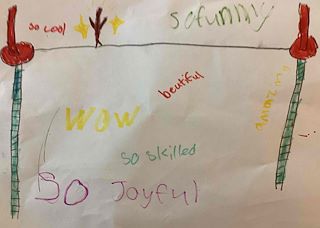 so cool
so funny
beutiful
wow
amazing
so skilled
So Joyful